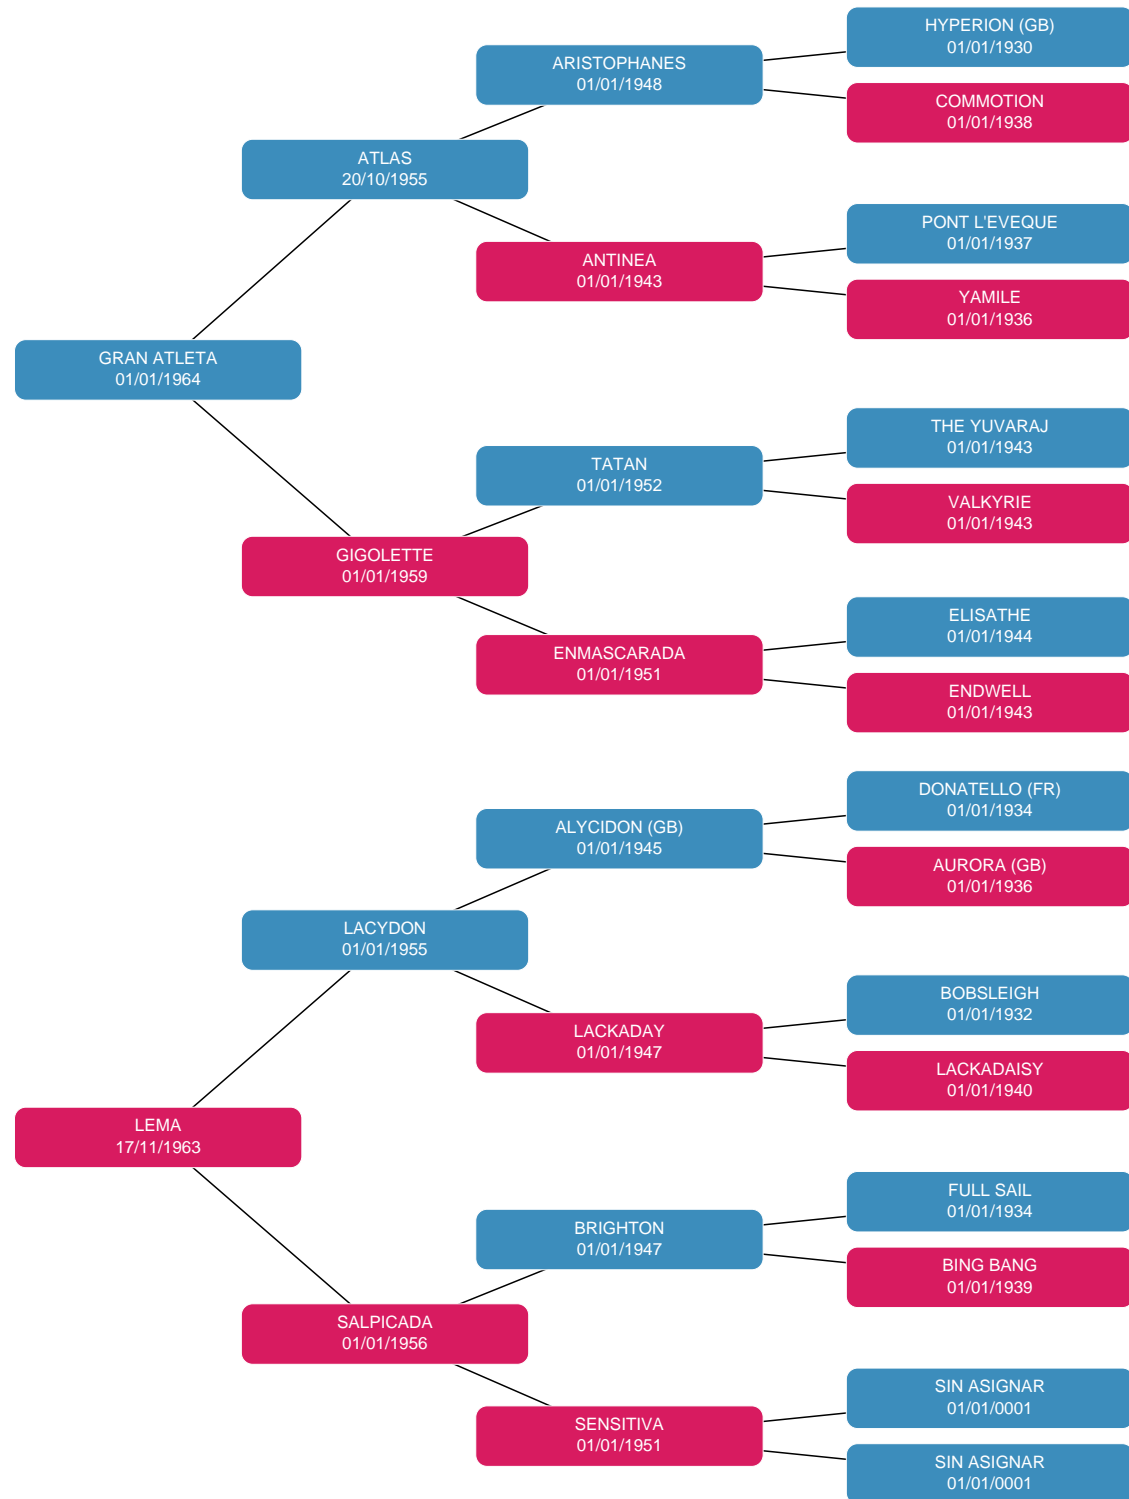 HYPERION (GB)
01/01/1930
ARISTOPHANES
01/01/1948
COMMOTION
01/01/1938
ATLAS
20/10/1955
PONT L'EVEQUE
01/01/1937
ANTINEA
01/01/1943
YAMILE
01/01/1936
GRAN ATLETA
01/01/1964
THE YUVARAJ
01/01/1943
TATAN
01/01/1952
VALKYRIE
01/01/1943
GIGOLETTE
01/01/1959
ELISATHE
01/01/1944
ENMASCARADA
01/01/1951
ENDWELL
01/01/1943
DONATELLO (FR)
01/01/1934
ALYCIDON (GB)
01/01/1945
AURORA (GB)
01/01/1936
LACYDON
01/01/1955
BOBSLEIGH
01/01/1932
LACKADAY
01/01/1947
LACKADAISY
01/01/1940
LEMA
17/11/1963
FULL SAIL
01/01/1934
BRIGHTON
01/01/1947
BING BANG
01/01/1939
SALPICADA
01/01/1956
SIN ASIGNAR
01/01/0001
SENSITIVA
01/01/1951
SIN ASIGNAR
01/01/0001